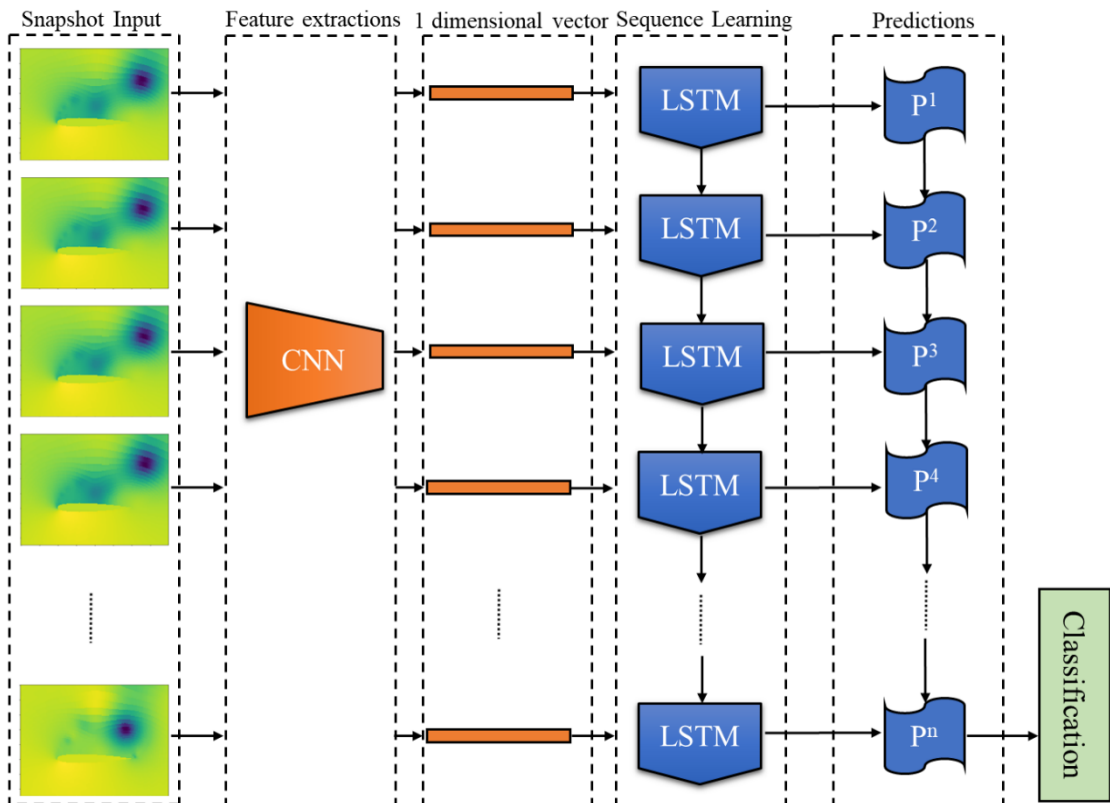 Snapshot Input
Feature extractions
1 dimensional vector
Sequence Learning
Predictions
LSTM
P1
LSTM
P2
CNN
LSTM
P3
LSTM
P4
LSTM
Pn
Classification